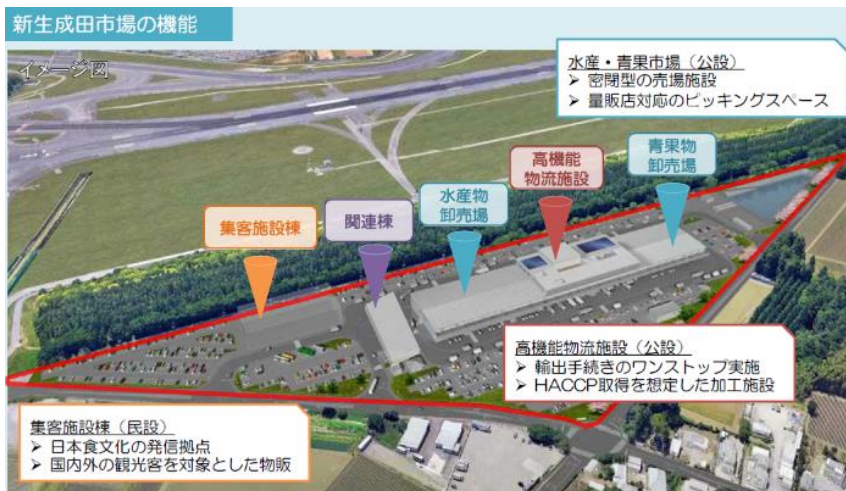 新生成田市場の機能
イメージ図
水産・青果市場（公設）
➤ 密閉型の売場施設
➤ 量販店対応のピッキングスペース
青果物
卸売場
高機能
物流施設
水産物
卸売場
関連棟
集客施設棟
高機能物流施設（公設）
➤ 輸出手続きのワンストップ実施
➤ HACCP取得を想定した加工施設
集客施設棟（民設）
➤ 日本食文化の発信拠点
➤ 国内外の観光客を対象とした物販